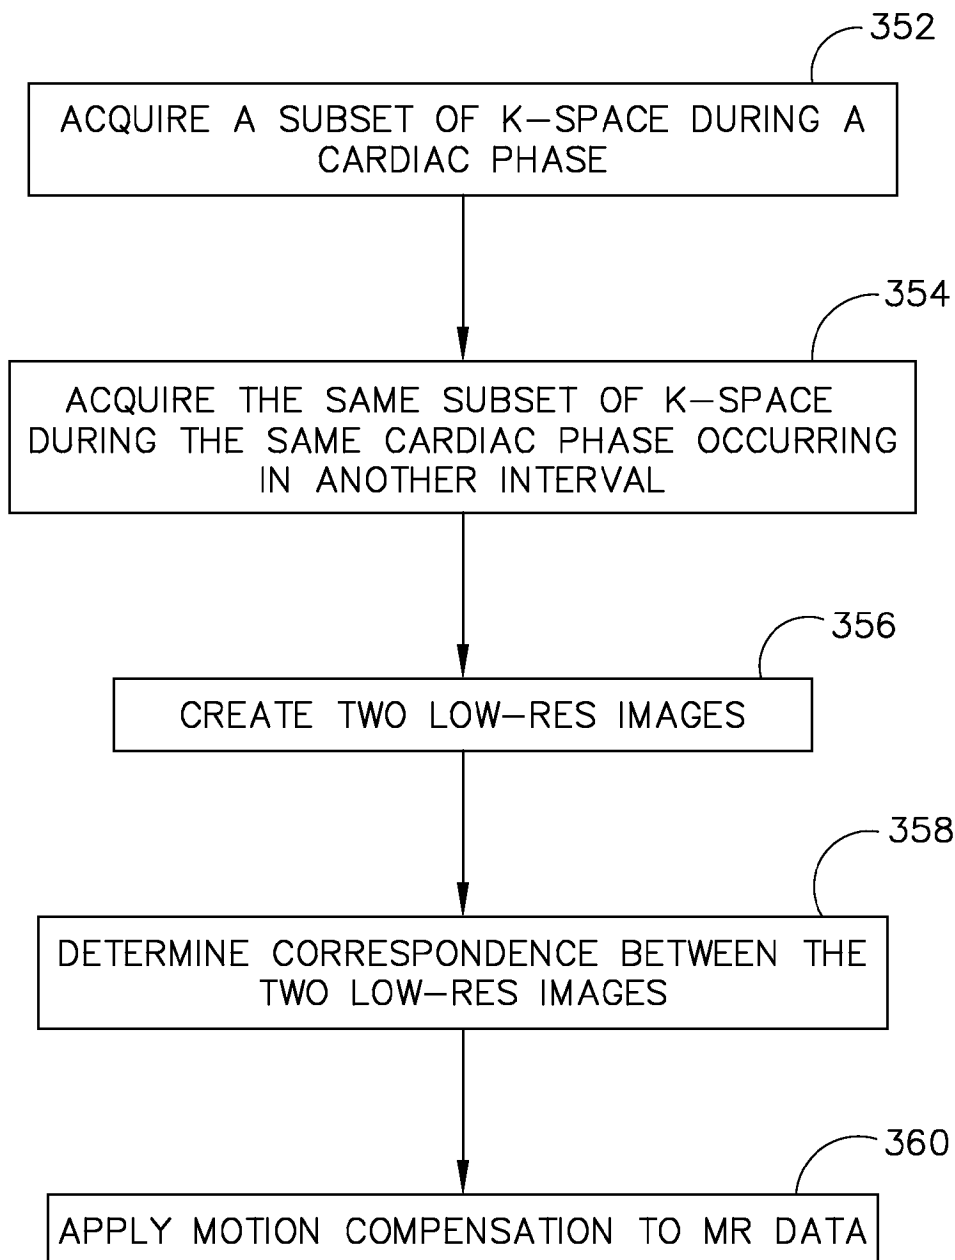 352
ACQUIRE A SUBSET OF K-SPACE DURING A
CARDIAC PHASE
354
ACQUIRE THE SAME SUBSET OF K-SPACE
DURING THE SAME CARDIAC PHASE OCCURRING
IN ANOTHER INTERVAL
356
CREATE TWO LOW-RES IMAGES
358
DETERMINE CORRESPONDENCE BETWEEN THE
TWO LOW-RES IMAGES
360
APPLY MOTION COMPENSATION TO MR DATA